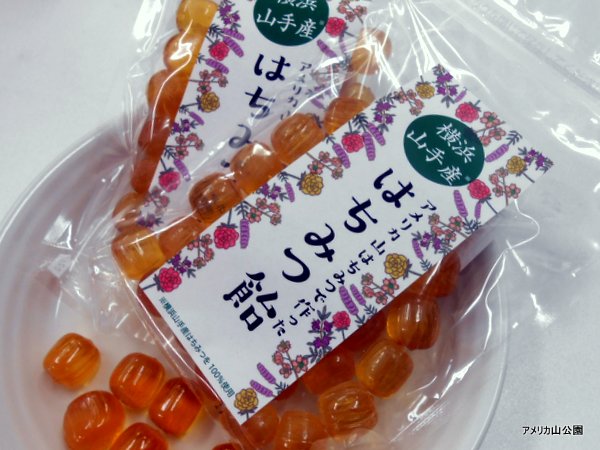 横浜
山手産
アメリカ山
はちみ
横浜
山手産
アメリカ山はちみつで作った
はちみつ飴
※横浜山手産はちみつを100%使用
アメリカ山公園